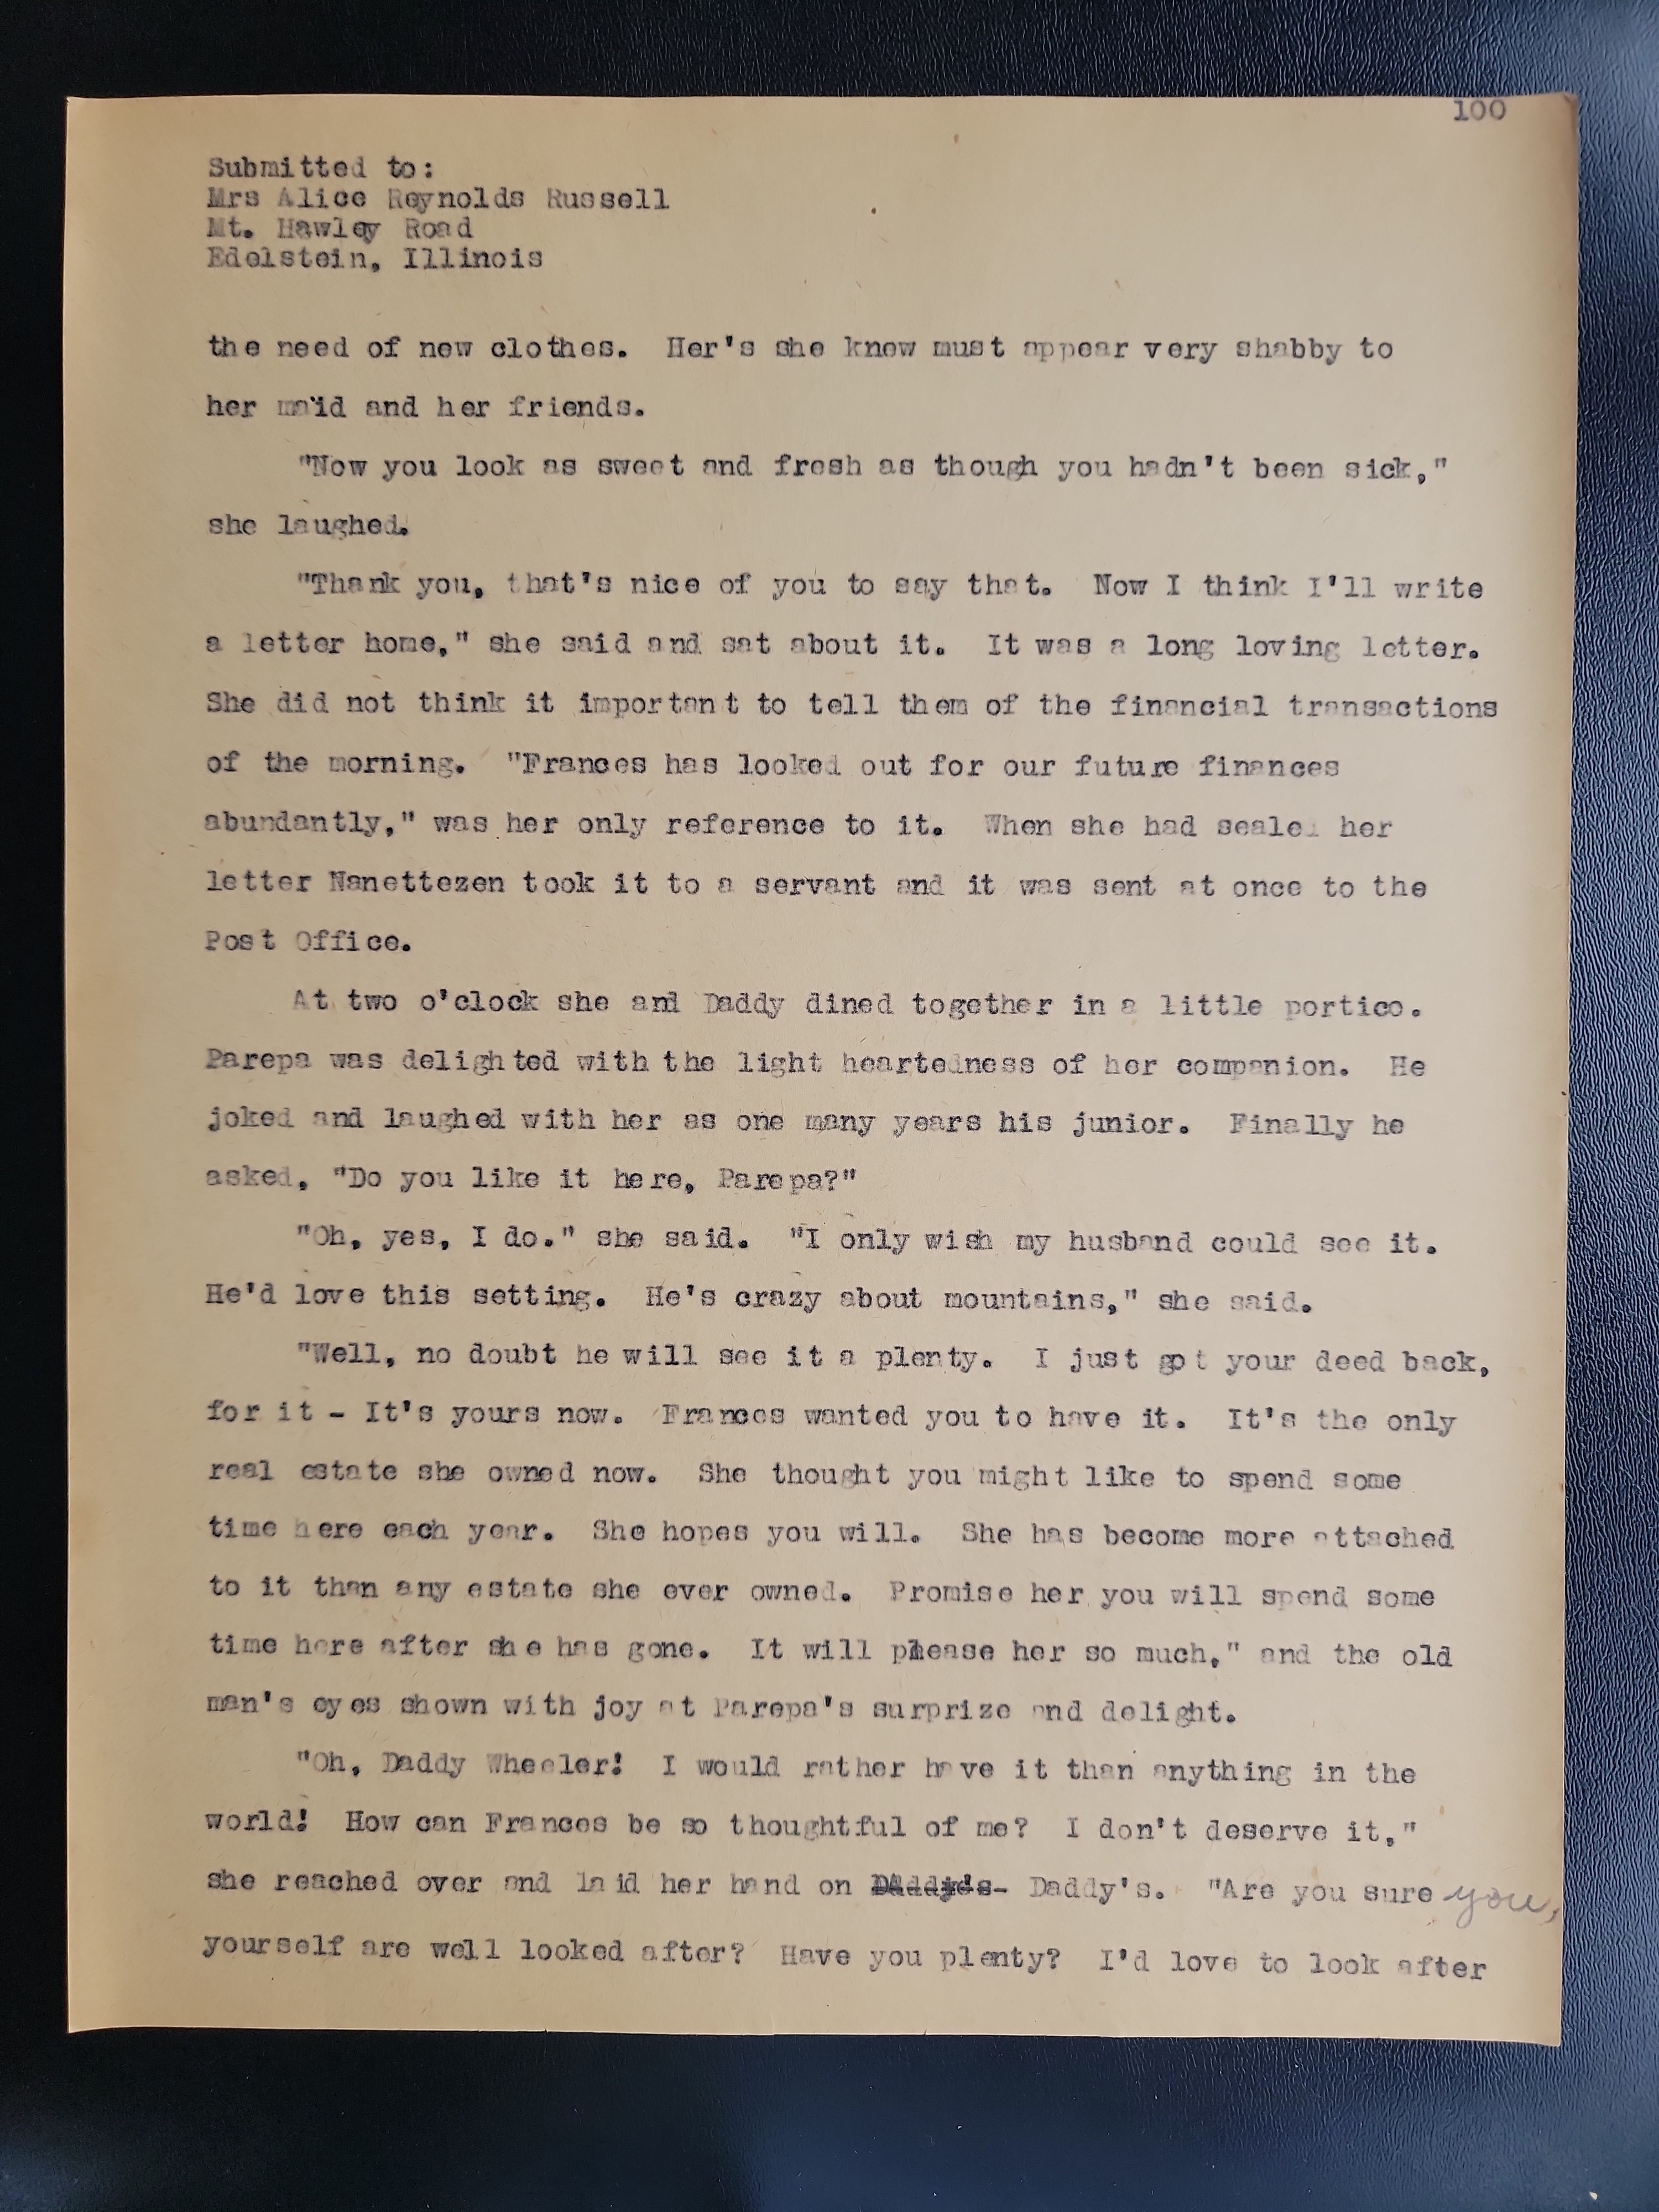 100
Submitted to:
Mrs Alice Reynolds Russell
Mt. Hawley Road
Edelstein, Illinois
the need of new clothes.  Her's she knew must appear very shabby to
her maid and her friends.
"Now you look as sweet and fresh as though you hadn't been sick,"
she laughed.
"Thank you, that's nice of you to say that.  Now I think I'll write
a letter home," she said and sat about it.  It was a long loving letter.
She did not think it important to tell them of the financial transactions
of the morning.  "Frances has looked out for our future finances
abundantly," was her only reference to it.  When she had sealed her
letter Nanettezen took it to a servant and it was sent at once to the
Post Office.
At two o'clock she and Daddy dined together in a little portico.
Parepa was delighted with the light heartedness of her companion.  He
joked and laughed with her as one many years his junior.  Finally he
asked, "Do you like it here, Parepa?"
"Oh, yes, I do." she said.  "I only wish my husband could see it.
He'd love this setting.  He's crazy about mountains," she said.
"Well, no doubt he will see it a plenty.  I just got your deed back,
for it - It's yours now.  Frances wanted you to have it.  It's the only
real estate she owned now.  She thought you might like to spend some
time here each year.  She hopes you will.  She has become more attached
to it than any estate she ever owned.  Promise her you will spend some
time here after she has gone.  It will please her so much," and the old
man's eyes shown with joy at Parepa's surprize and delight.
"Oh, Daddy Wheeler!  I would rather have it than anything in the
world!  How can Frances be so thoughtful of me?  I don't deserve it,"
she reached over and laid her hand on Daddy's.  "Are you sure you,
yourself are well looked after?  Have you plenty?  I'd love to look after